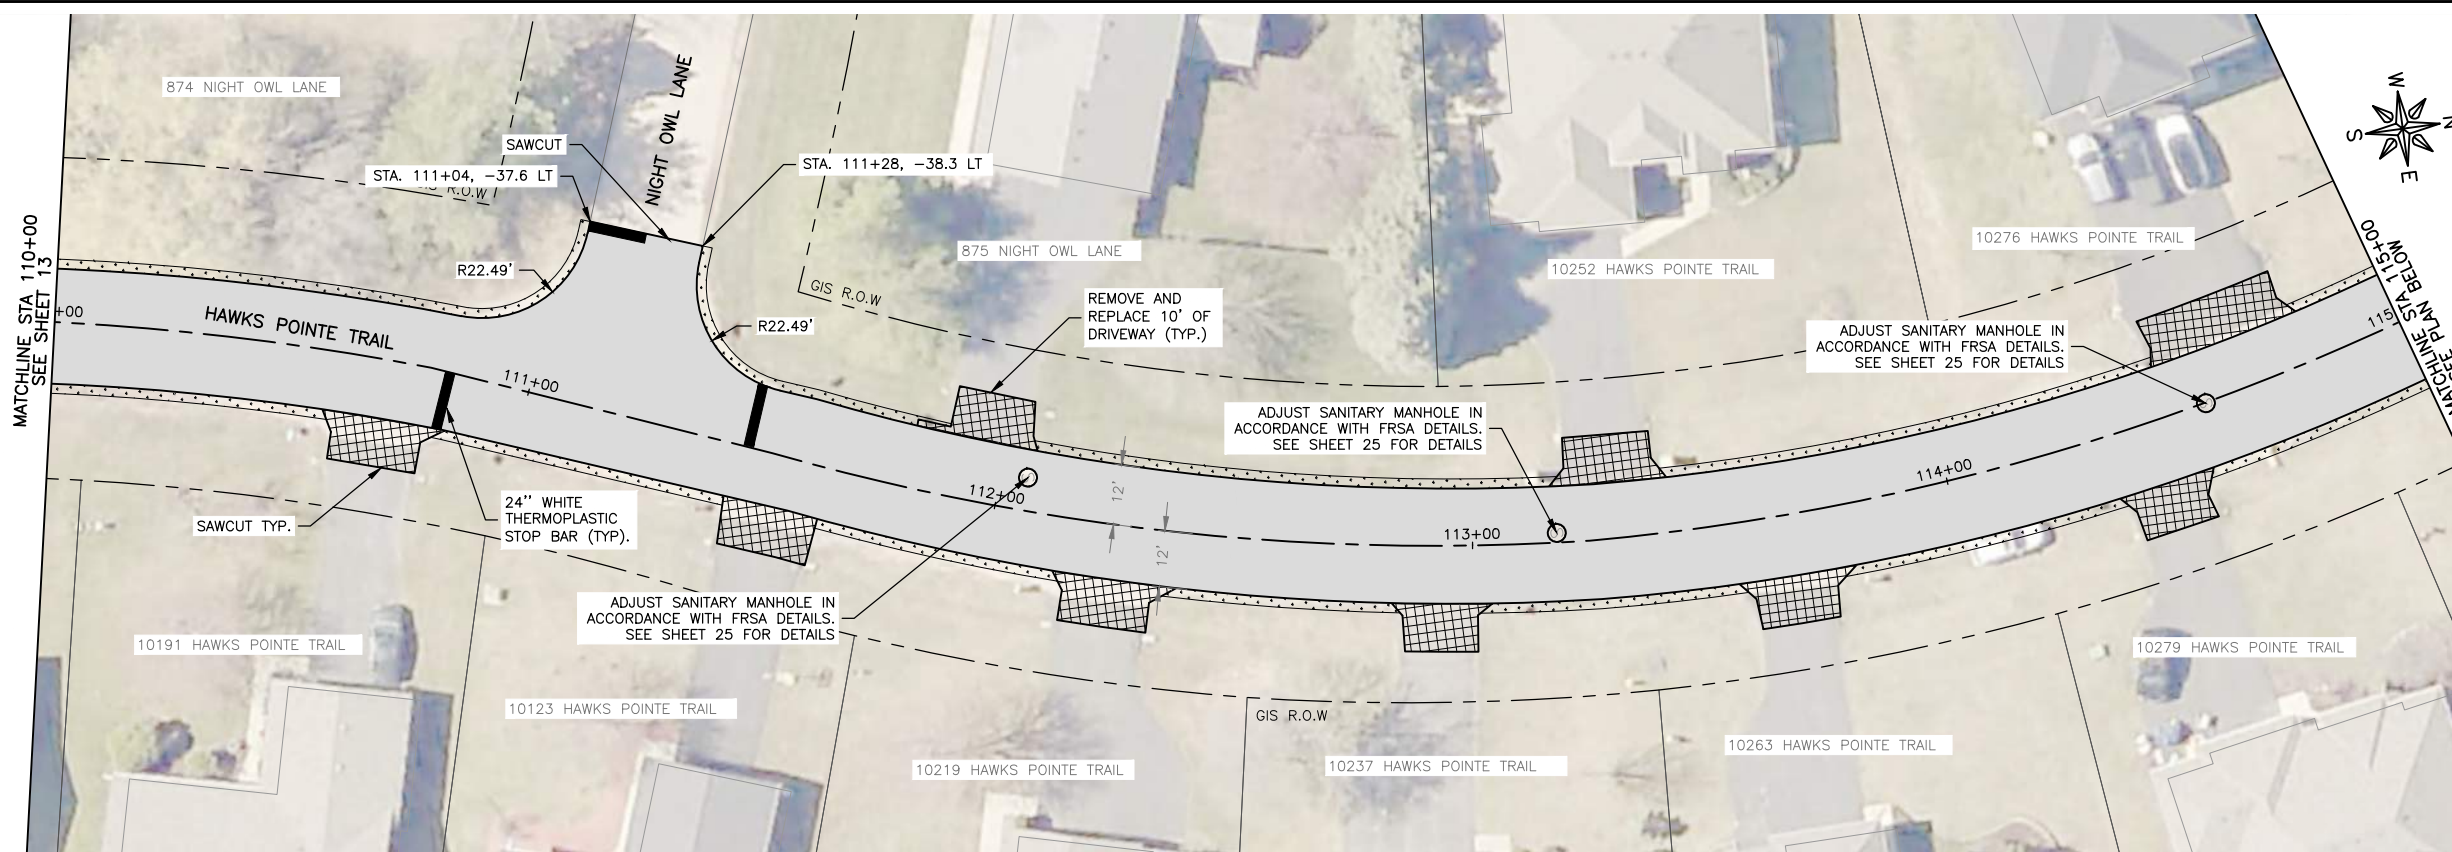 874 NIGHT OWL LANE
NIGHT OWL LANE
SAWCUT
STA. 111+04, -37.6 LT
GIS R.O.W
STA. 111+28, -38.3 LT
W
N
S
E
MATCHLINE STA 110+00
SEE SHEET 13
+00
HAWKS POINTE TRAIL
R22.49'
R22.49'
GIS R.O.W
875 NIGHT OWL LANE
REMOVE AND
REPLACE 10' OF
DRIVEWAY (TYP.)
10252 HAWKS POINTE TRAIL
10276 HAWKS POINTE TRAIL
ADJUST SANITARY MANHOLE IN
ACCORDANCE WITH FRSA DETAILS.
SEE SHEET 25 FOR DETAILS
115
MATCHLINE STA 115+00
SEE PLAN BELOW
111+00
ADJUST SANITARY MANHOLE IN
ACCORDANCE WITH FRSA DETAILS.
SEE SHEET 25 FOR DETAILS
112+00
12'
12'
113+00
114+00
SAWCUT TYP.
24" WHITE
THERMOPLASTIC
STOP BAR (TYP).
ADJUST SANITARY MANHOLE IN
ACCORDANCE WITH FRSA DETAILS.
SEE SHEET 25 FOR DETAILS
10191 HAWKS POINTE TRAIL
10123 HAWKS POINTE TRAIL
10219 HAWKS POINTE TRAIL
GIS R.O.W
10237 HAWKS POINTE TRAIL
10263 HAWKS POINTE TRAIL
10279 HAWKS POINTE TRAIL